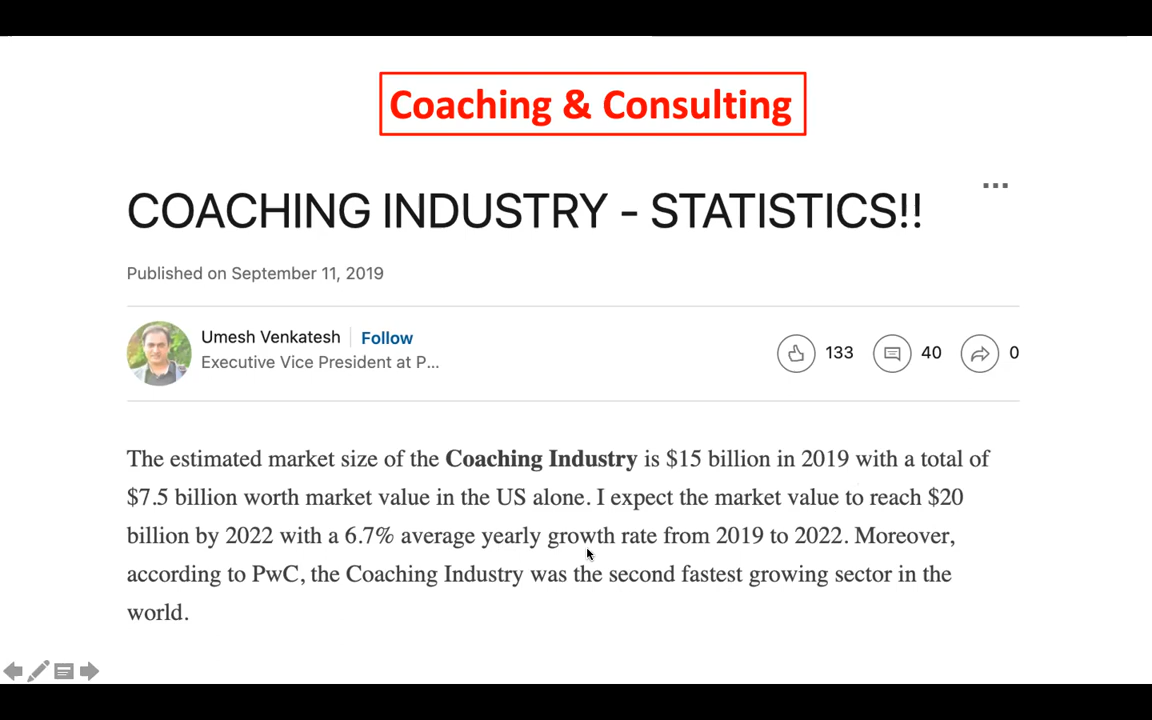 Coaching & Consulting
COACHING INDUSTRY - STATISTICS!!
...
Published on September 11, 2019
Umesh Venkatesh
Follow
Executive Vice President at P...
133
40
0
The estimated market size of the Coaching Industry is $15 billion in 2019 with a total of
$7.5 billion worth market value in the US alone. I expect the market value to reach $20
billion by 2022 with a 6.7% average yearly growth rate from 2019 to 2022. Moreover,
according to PwC, the Coaching Industry was the second fastest growing sector in the
world.